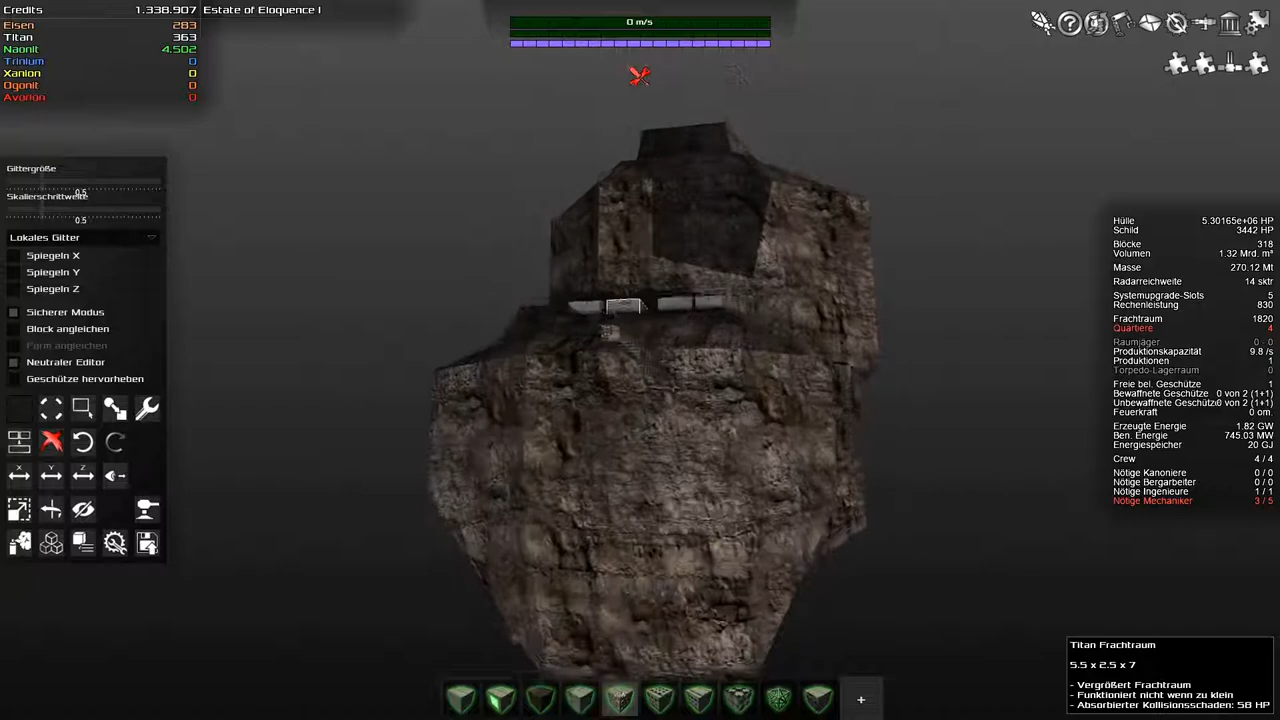 Credits 1.338.907 Estate of Eloquence I
Eisen 283
Titan 363
Naonit 4.502
Trinium 0
Xanion 0
Ogonit 0
Avorion 0
0 m/s
Gittergröße
0.5
Skalierschrittweite
0.5
Lokales Gitter
Spiegeln X
Spiegeln Y
Spiegeln Z
Sicherer Modus
Block angleichen
Form angleichen
Neutraler Editor
Geschütze hervorheben
X Y Z
Hülle 5.30165e+06 HP
Schild 3442 HP
Blöcke 318
Volumen 1.32 Mrd. m³
Masse 270.12 Mt
Radarreichweite 14 sktr
Systemupgrade-Slots 5
Rechenleistung 830
Frachtraum 1820
Quartiere 4
Raumjäger 0 - 0
Produktionskapazität 9.8 /s
Produktionen 1
Torpedo-Lagerraum 0
Freie bel. Geschütze 1
Bewaffnete Geschütz 0 von 2 (1+1)
Unbewaffnete Geschütz 0 von 2 (1+1)
Feuerkraft 0 om.
Erzeugte Energie 1.82 GW
Ben. Energie 745.03 MW
Energiespeicher 20 GJ
Crew 4 / 4
Nötige Kanoniere 0 / 0
Nötige Bergarbeiter 0 / 0
Nötige Ingenieure 1 / 1
Nötige Mechaniker 3 / 5
Titan Frachtraum
5.5 x 2.5 x 7
- Vergrößert Frachtraum
- Funktioniert nicht wenn zu klein
- Absorbierter Kollisionsschaden: 58 HP
+